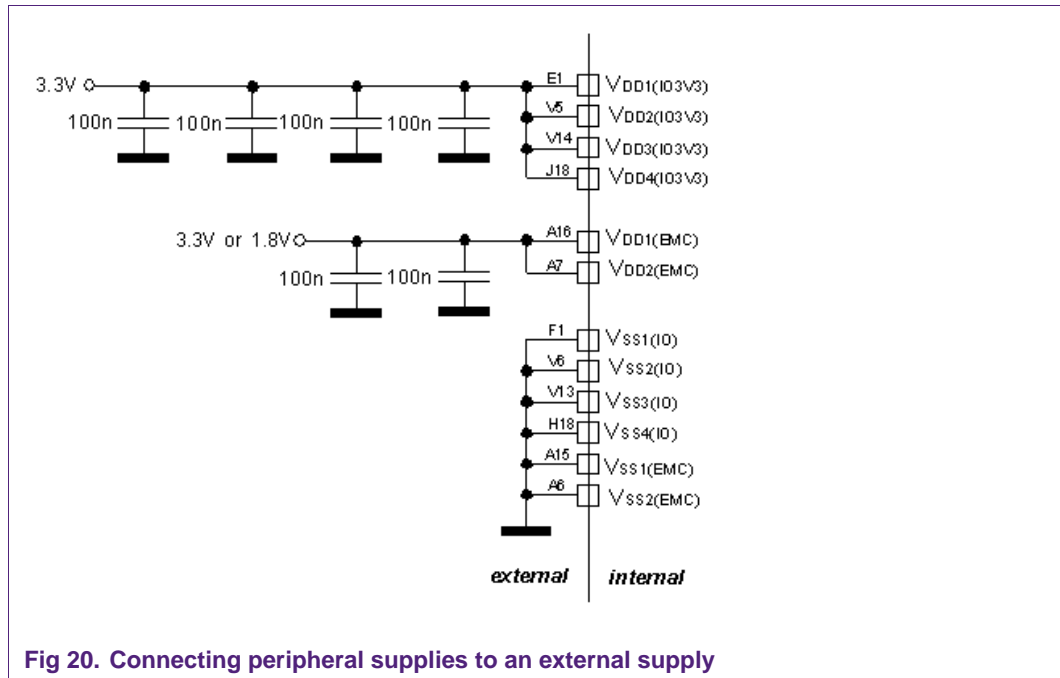 3.3V
E1
VDD1(IO3V3)
100n 100n 100n 100n
V5
VDD2(IO3V3)
V14
VDD3(IO3V3)
J18
VDD4(IO3V3)
3.3V or 1.8V
A16
VDD1(EMC)
100n 100n
A7
VDD2(EMC)
F1
VSS1(IO)
V6
VSS2(IO)
V13
VSS3(IO)
H18
VSS4(IO)
A15
VSS1(EMC)
A6
VSS2(EMC)
external internal
Fig 20. Connecting peripheral supplies to an external supply